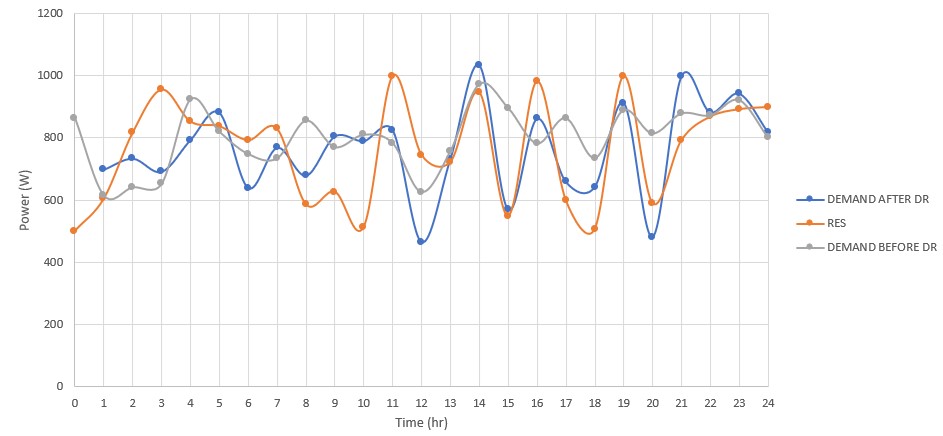 1200
1000
800
600
400
200
0
Power (W)
0 1 2 3 4 5 6 7 8 9 10 11 12 13 14 15 16 17 18 19 20 21 22 23 24
Time (hr)
DEMAND AFTER DR
RES
DEMAND BEFORE DR